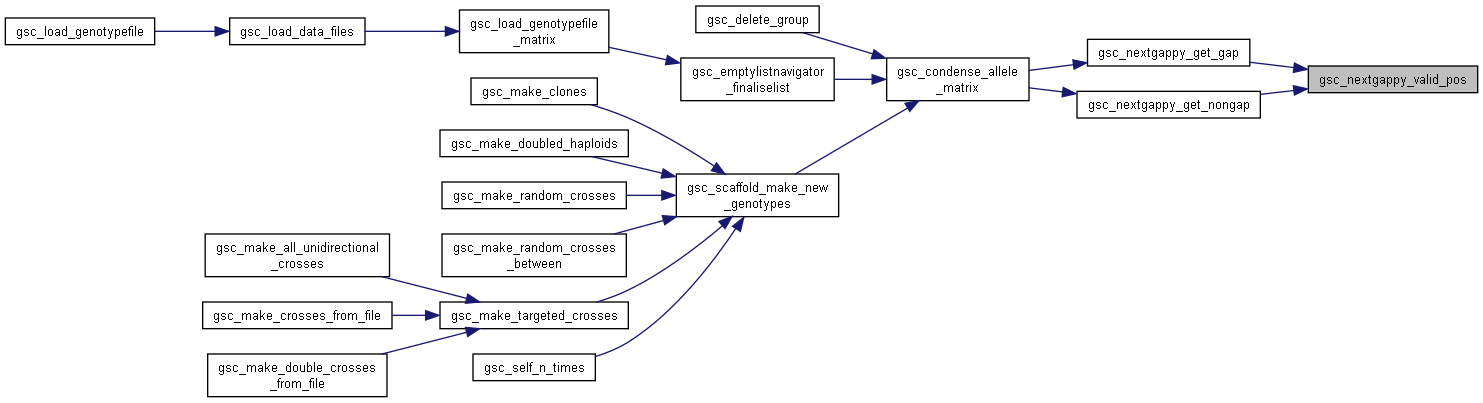 gsc_load_genotypefile
gsc_load_data_files
gsc_load_genotypefile
_matrix
gsc_delete_group
gsc_emptylistnavigator
_finaliselist
gsc_condense_allele
_matrix
gsc_nextgappy_get_gap
gsc_nextgappy_get_nongap
gsc_nextgappy_valid_pos
gsc_make_clones
gsc_make_doubled_haploids
gsc_make_random_crosses
gsc_make_random_crosses
_between
gsc_scaffold_make_new
_genotypes
gsc_make_all_unidirectional
_crosses
gsc_make_crosses_from_file
gsc_make_double_crosses
_from_file
gsc_make_targeted_crosses
gsc_self_n_times